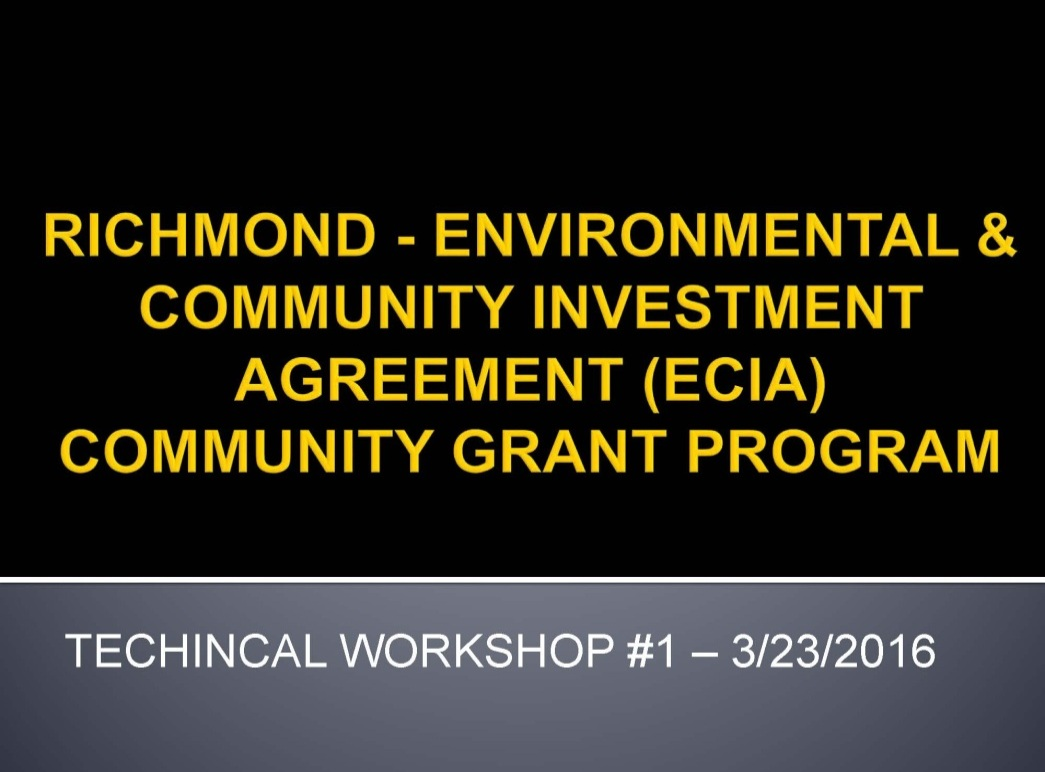 RICHMOND - ENVIRONMENTAL &
COMMUNITY INVESTMENT
AGREEMENT (ECIA)
COMMUNITY GRANT PROGRAM
TECHINCAL WORKSHOP #1 – 3/23/2016